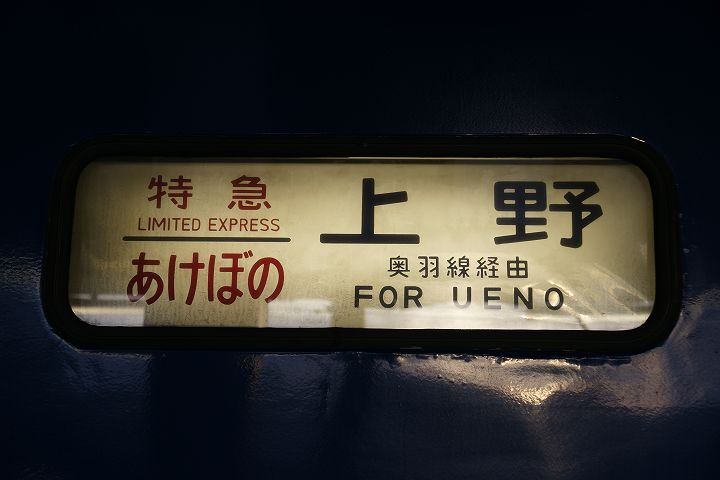 特急
LIMITED EXPRESS
あけぼの
上野
奥羽線経由
FOR UENO